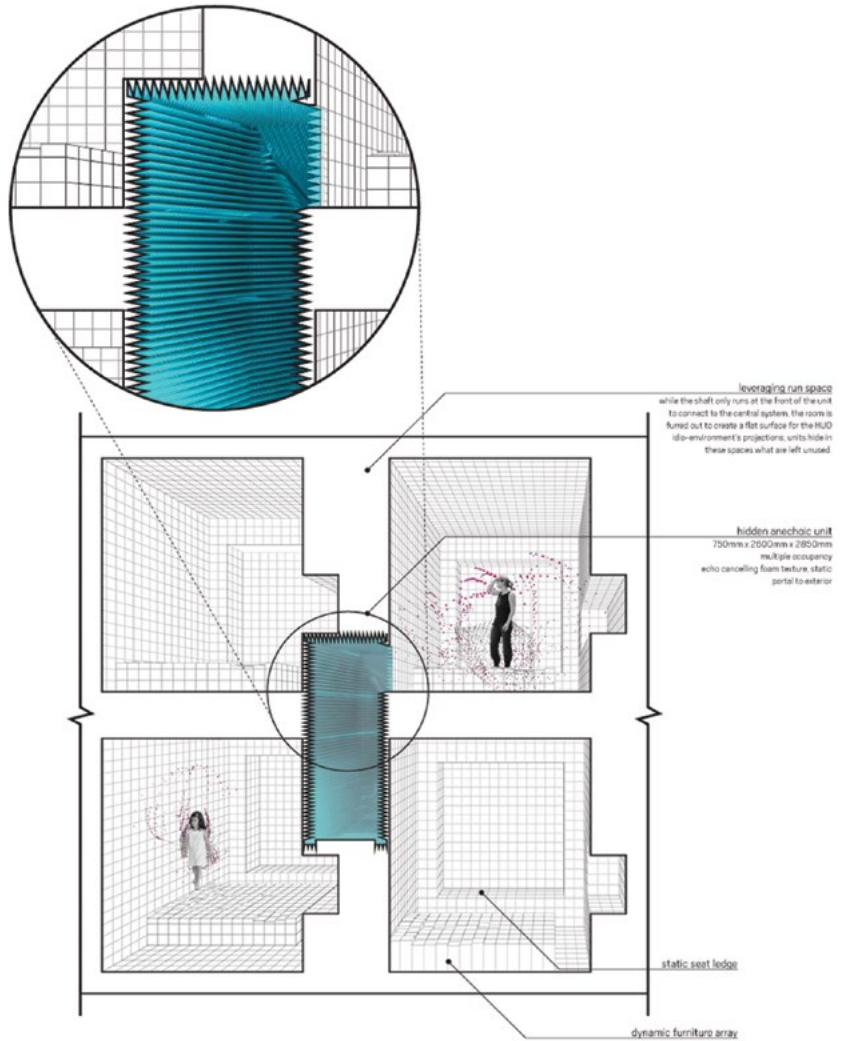 leveraging run space
while the shaft only runs at the front of the unit
to connect to the central system, the room is
furred out to create a flat surface for the HUD
idio-environment's projections; units hide in
these spaces what are left unused.
hidden anechoic unit
750mm x 2600mm x 2850mm
multiple occupancy
echo cancelling foam texture, static
portal to exterior
static seat ledge
dynamic furniture array